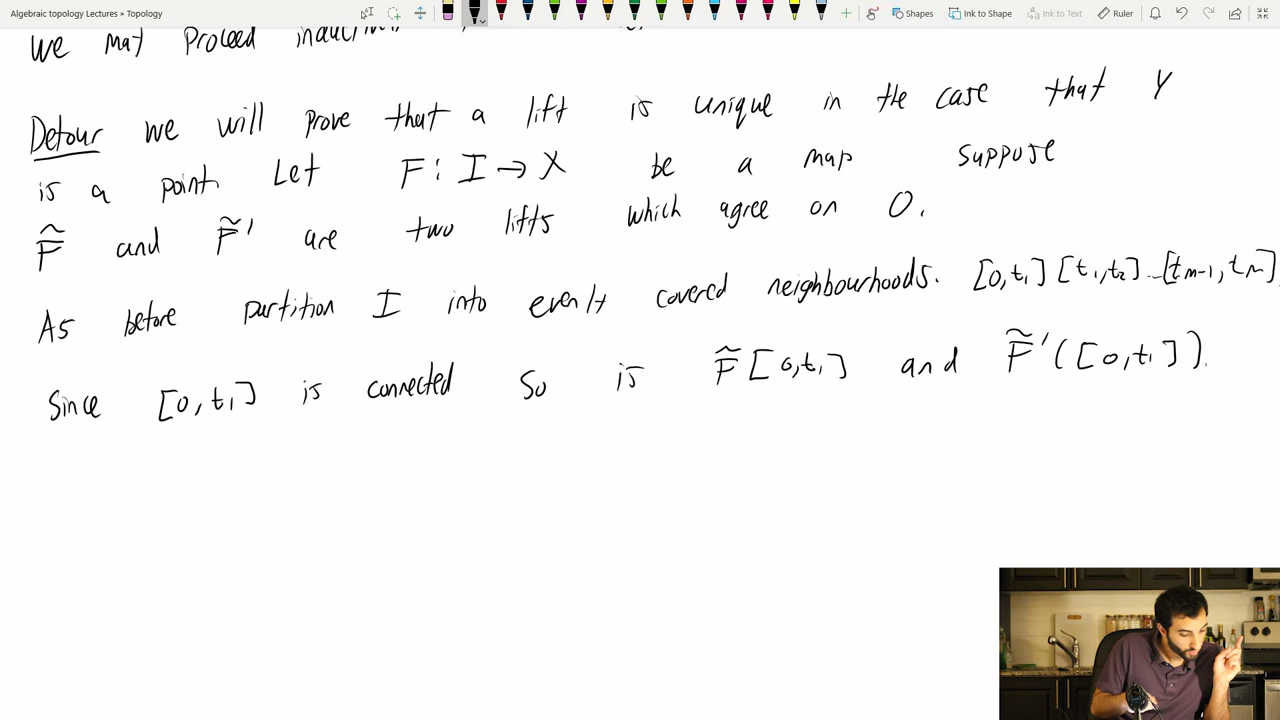 Algebraic topology Lectures » Topology
Shapes
Ink to Shape
Ink to Text
Ruler
We may Proceed
Detour we will prove that a lift is unique in the case that Y
is a point. Let F : I → X be a map suppose
F̃ and F̃' are two lifts which agree on 0.
As before partition I into evenly covered neighbourhoods. [0,t₁] [t₁,t₂] ... [tₘ₋₁, tₘ]
Since [0, t₁] is connected So is F̃[0,t₁] and F̃'([0,t₁]).